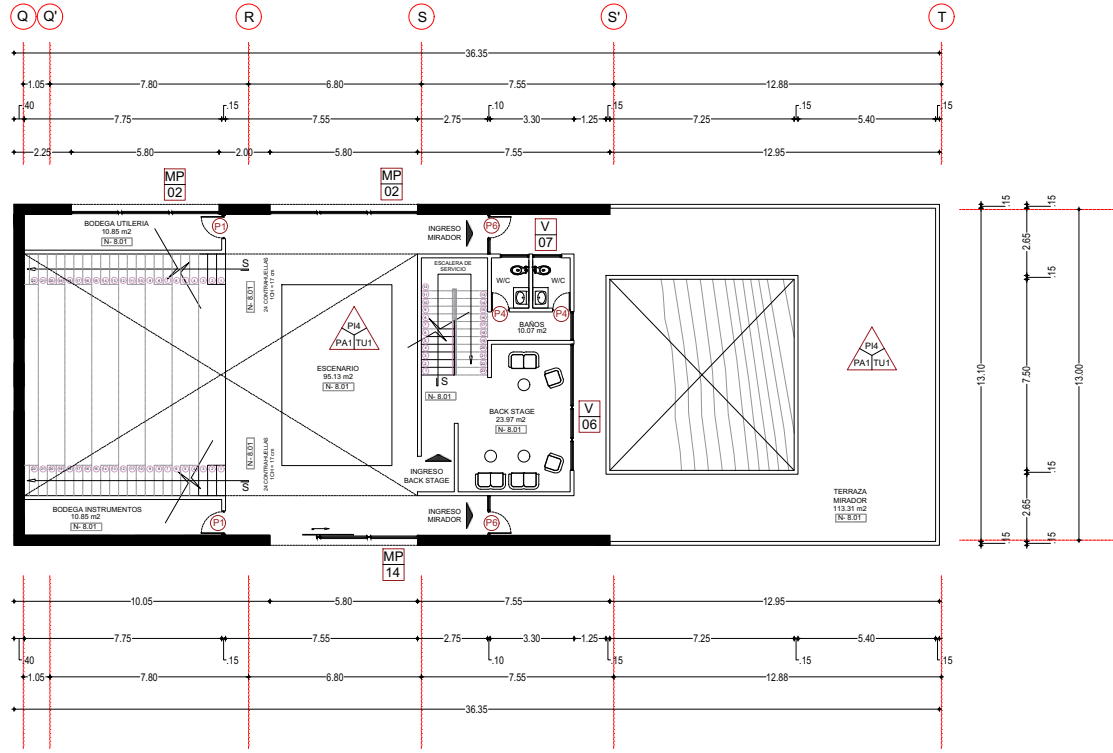 Q Q' R S S' T
36.35
1.05 7.80 6.80 7.55 12.88
.40 .15 .10 .15 .15 .15
7.75 7.55 2.75 3.30 1.25 7.25 5.40
2.25 5.80 2.00 5.80 7.55 12.95
MP
02
MP
02
BODEGA UTILERIA
10.85 m2
N- 8.01
P1
INGRESO
MIRADOR
P6
V
07
S
N- 8.01
24 CONTRAHUELLAS
1CH = 17 cm
ESCALERA DE
SERVICIO
W/C
W/C
P4
P4
BAÑOS
10.07 m2
PI4
PA1 TU1
ESCENARIO
95.13 m2
N- 8.01
S
N- 8.01
BACK STAGE
23.97 m2
N- 8.01
V
06
PI4
PA1 TU1
N- 8.01
24 CONTRAHUELLAS
1CH = 17 cm
S
INGRESO
BACK STAGE
BODEGA INSTRUMENTOS
10.85 m2
N- 8.01
P1
INGRESO
MIRADOR
P6
TERRAZA
MIRADOR
113.31 m2
N- 8.01
MP
14
.15
2.65
.15
13.10
7.50
13.00
.15
2.65
.15
10.05 5.80 7.55 12.95
7.75 7.55 2.75 3.30 1.25 7.25 5.40
.40 .15 .10 .15 .15 .15
1.05 7.80 6.80 7.55 12.88
36.35